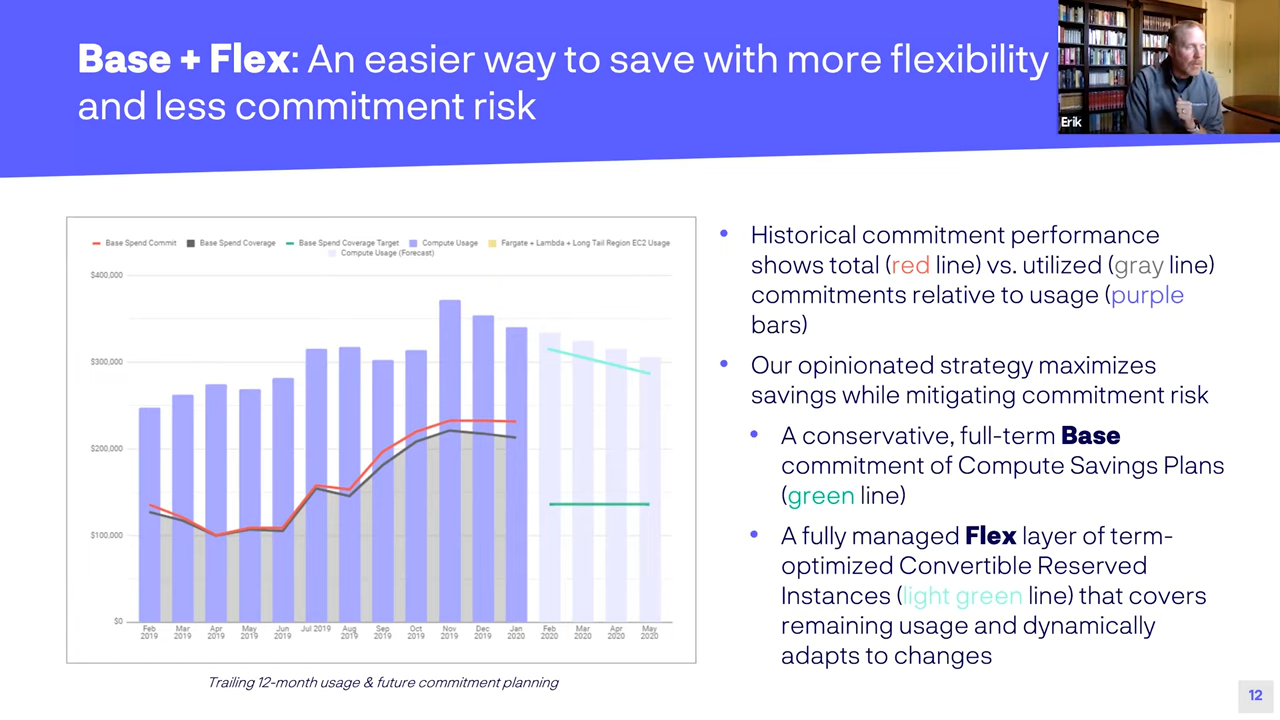 Base + Flex: An easier way to save with more flexibility
and less commitment risk
Erik
Base Spend Commit Base Spend Coverage Base Spend Coverage Target Compute Usage Fargate + Lambda + Long Tail Region EC2 Usage
Compute Usage (Forecast)
$400,000
$300,000
$200,000
$100,000
$0
Feb 2019
Mar 2019
Apr 2019
May 2019
Jun 2019
Jul 2019
Aug 2019
Sep 2019
Oct 2019
Nov 2019
Dec 2019
Jan 2020
Feb 2020
Mar 2020
Apr 2020
May 2020
Trailing 12-month usage & future commitment planning
• Historical commitment performance
shows total (red line) vs. utilized (gray line)
commitments relative to usage (purple
bars)
• Our opinionated strategy maximizes
savings while mitigating commitment risk
• A conservative, full-term Base
commitment of Compute Savings Plans
(green line)
• A fully managed Flex layer of term-
optimized Convertible Reserved
Instances (light green line) that covers
remaining usage and dynamically
adapts to changes
12